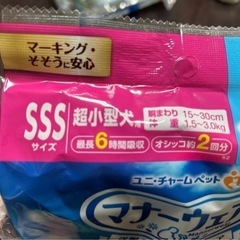 マーキング・
そそうに安心
SSS
サイズ
超小型犬用
胴まわり 15~30cm
体重 1.5~3.0kg
最長6時間吸収
オシッコ約2回分
※2
ユニ・チャームペット
マナーウェア